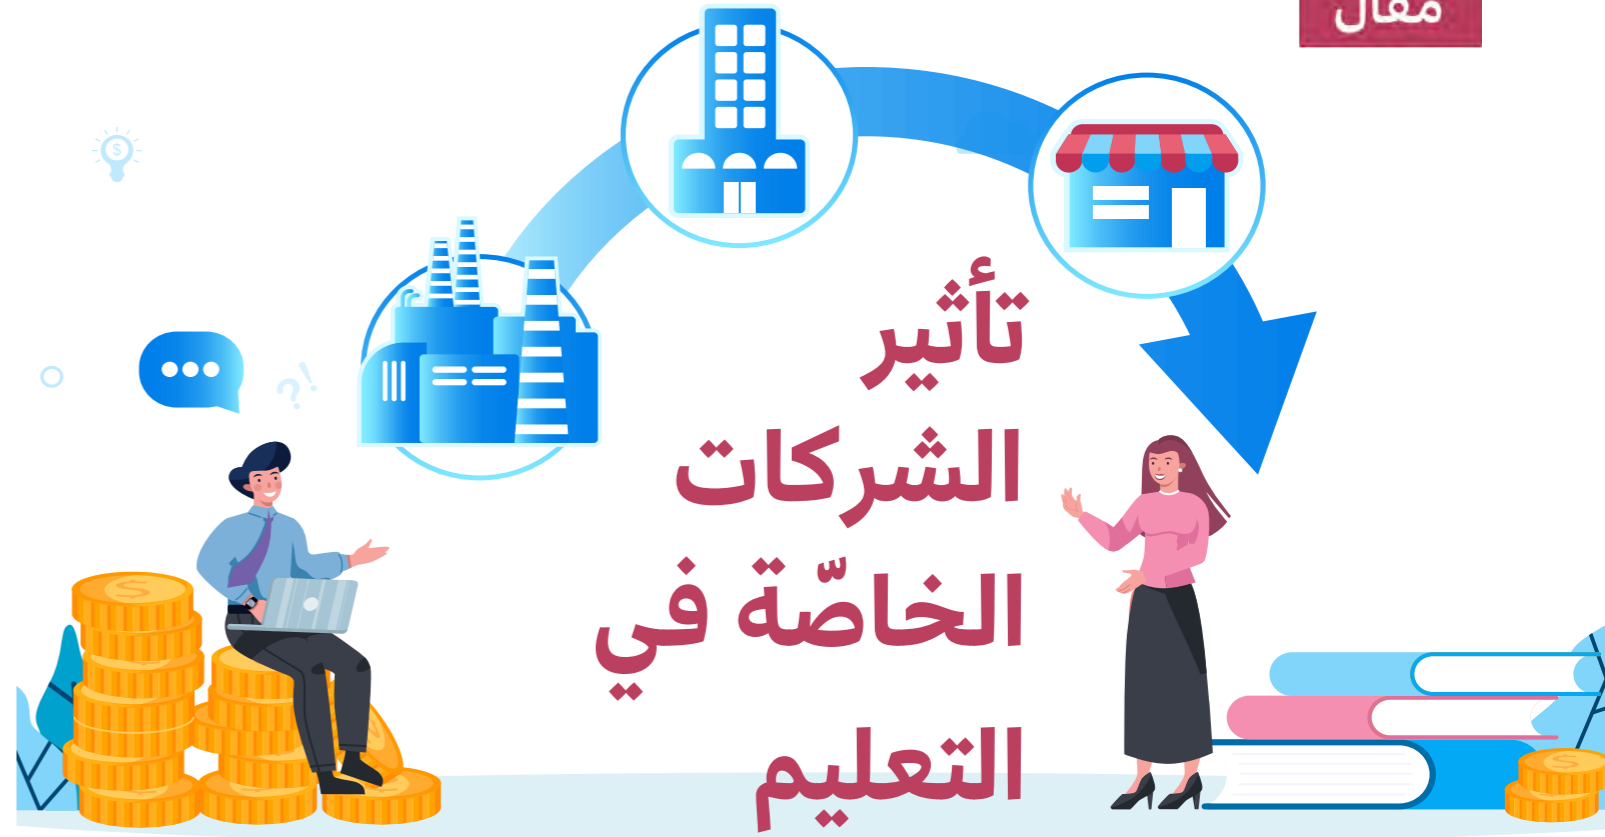 مقال
تأثير
الشركات
الخاصّة في
التعليم